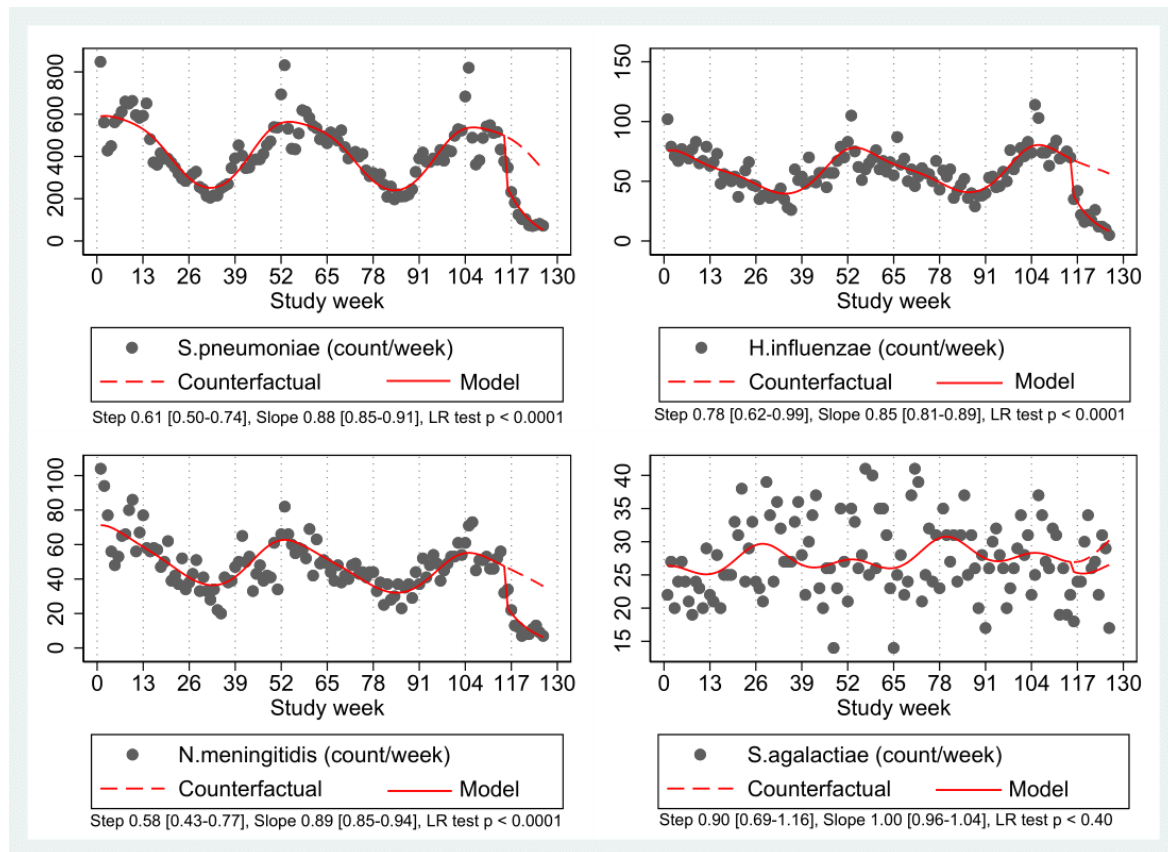 0 200 400 600 800
0 13 26 39 52 65 78 91 104 117 130
Study week
S.pneumoniae (count/week)
Counterfactual Model
Step 0.61 [0.50-0.74], Slope 0.88 [0.85-0.91], LR test p < 0.0001
0 50 100 150
0 13 26 39 52 65 78 91 104 117 130
Study week
H.influenzae (count/week)
Counterfactual Model
Step 0.78 [0.62-0.99], Slope 0.85 [0.81-0.89], LR test p < 0.0001
0 20 40 60 80 100
0 13 26 39 52 65 78 91 104 117 130
Study week
N.meningitidis (count/week)
Counterfactual Model
Step 0.58 [0.43-0.77], Slope 0.89 [0.85-0.94], LR test p < 0.0001
15 20 25 30 35 40
0 13 26 39 52 65 78 91 104 117 130
Study week
S.agalactiae (count/week)
Counterfactual Model
Step 0.90 [0.69-1.16], Slope 1.00 [0.96-1.04], LR test p < 0.40